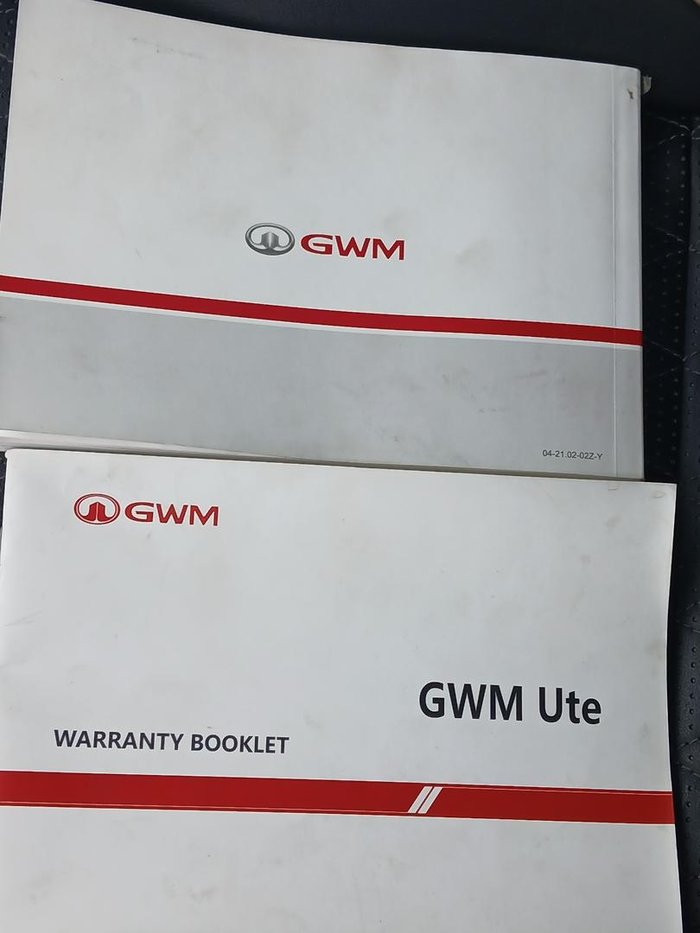 GWM
04-21.02-02Z-Y
GWM
GWM Ute
WARRANTY BOOKLET